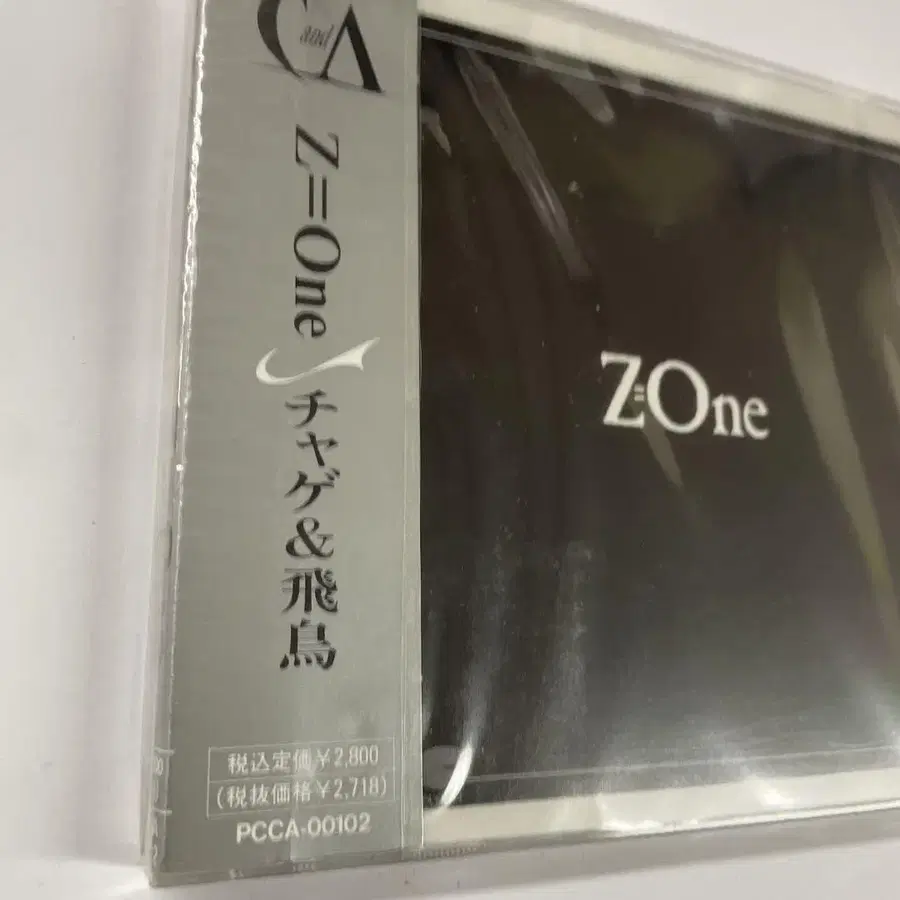 C and A
Z=One
チャゲ&飛鳥
税込定価¥2,800
(税抜価格¥2,718)
PCCA-00102
Z=One